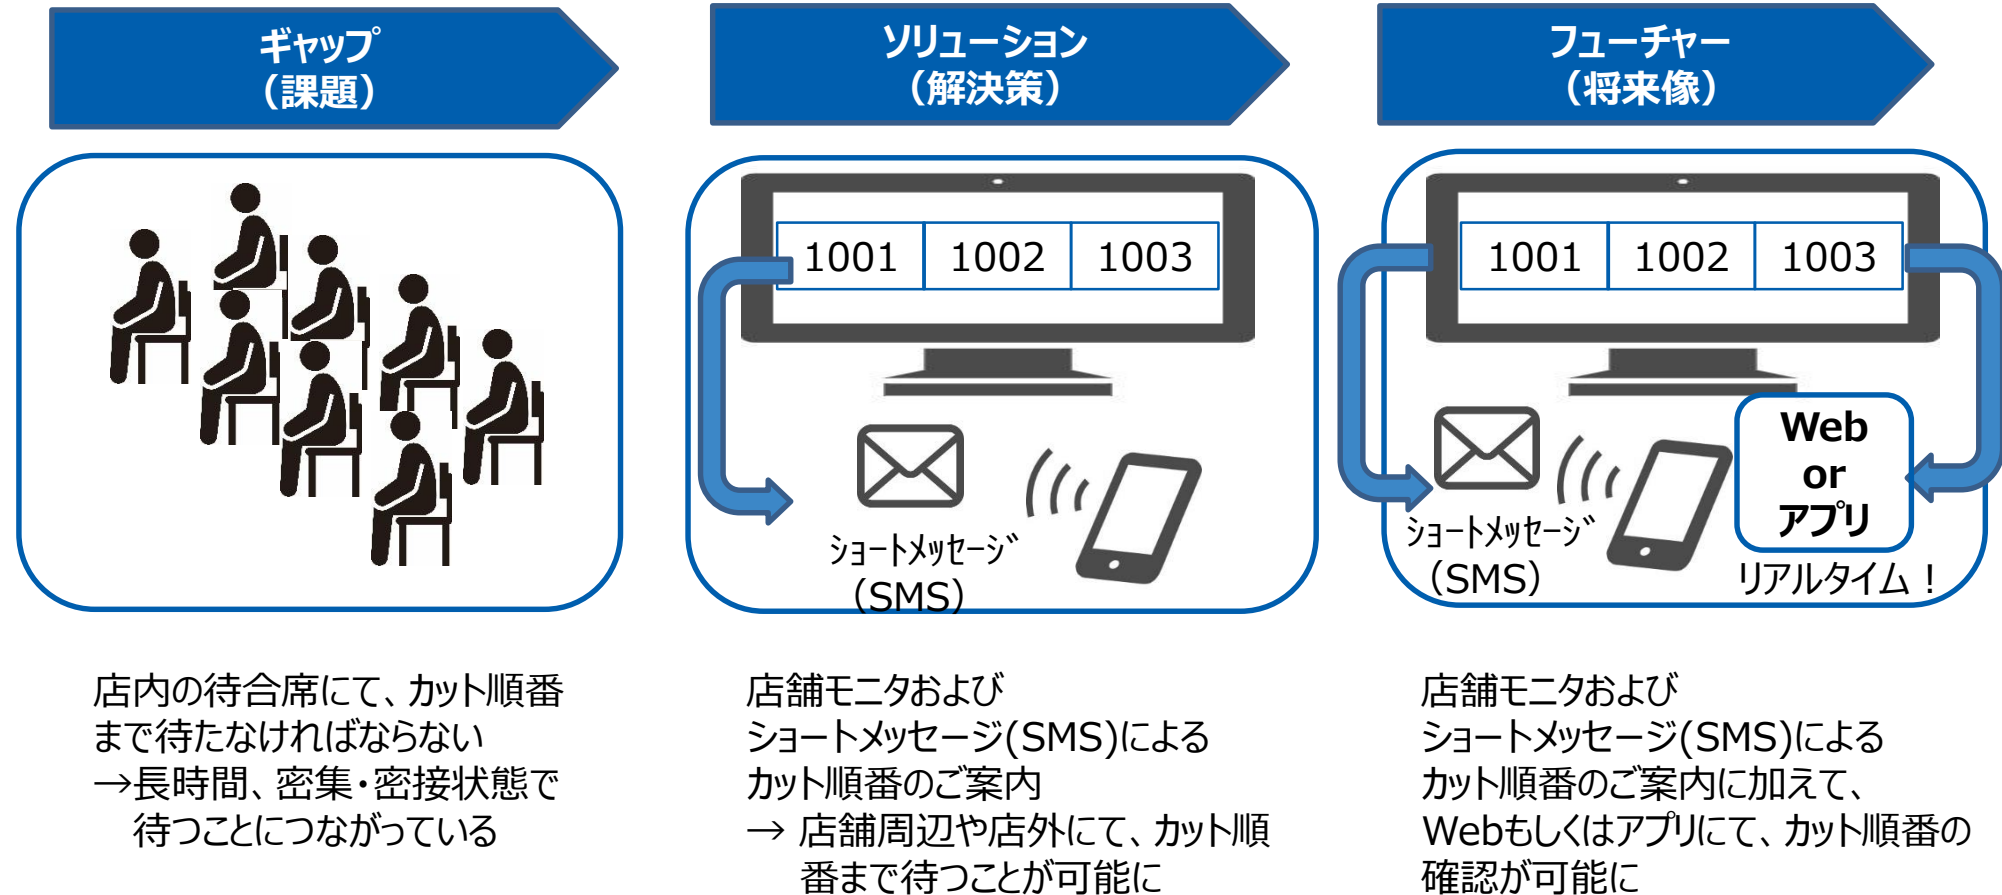 ギャップ
（課題）
ソリューション
（解決策）
フューチャー
（将来像）
1001 1002 1003
ｼｮｰﾄﾒｯｾｰｼﾞ
（SMS）
1001 1002 1003
ｼｮｰﾄﾒｯｾｰｼﾞ
（SMS）
Web
or
アプリ
リアルタイム！
店内の待合席にて、カット順番
まで待たなければならない
→長時間、密集・密接状態で
待つことにつながっている
店舗モニタおよび
ショートメッセージ(SMS)による
カット順番のご案内
→ 店舗周辺や店外にて、カット順
番まで待つことが可能に
店舗モニタおよび
ショートメッセージ(SMS)による
カット順番のご案内に加えて、
Webもしくはアプリにて、カット順番の
確認が可能に